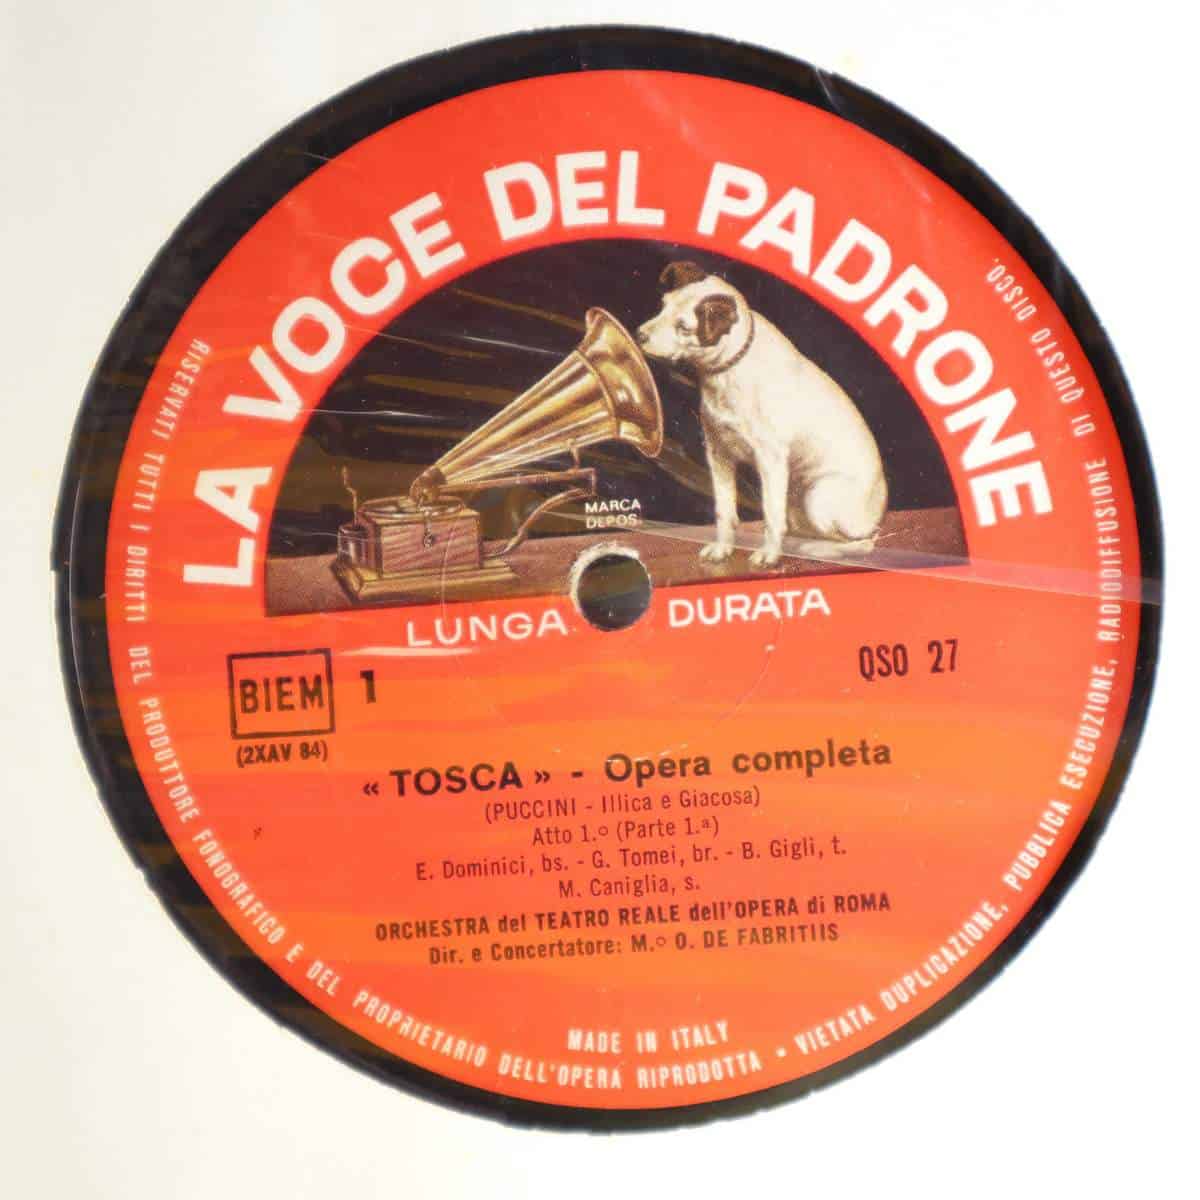 LA VOCE DEL PADRONE
MARCA
DEPOS.
LUNGA DURATA
BIEM 1
(2XAV 84)
QSO 27
« TOSCA » - Opera completa
(PUCCINI - Illica e Giacosa)
Atto 1.º (Parte 1.ª)
E. Dominici, bs. - G. Tomei, br. - B. Gigli, t.
M. Caniglia, s.
ORCHESTRA del TEATRO REALE dell'OPERA di ROMA
Dir. e Concertatore: M.º O. DE FABRITIIS
MADE IN ITALY
RISERVATI TUTTI I DIRITTI DEL PRODUTTORE FONOGRAFICO E DEL PROPRIETARIO DELL'OPERA RIPRODOTTA • VIETATA DUPLICAZIONE, PUBBLICA ESECUZIONE, RADIODIFFUSIONE DI QUESTO DISCO.